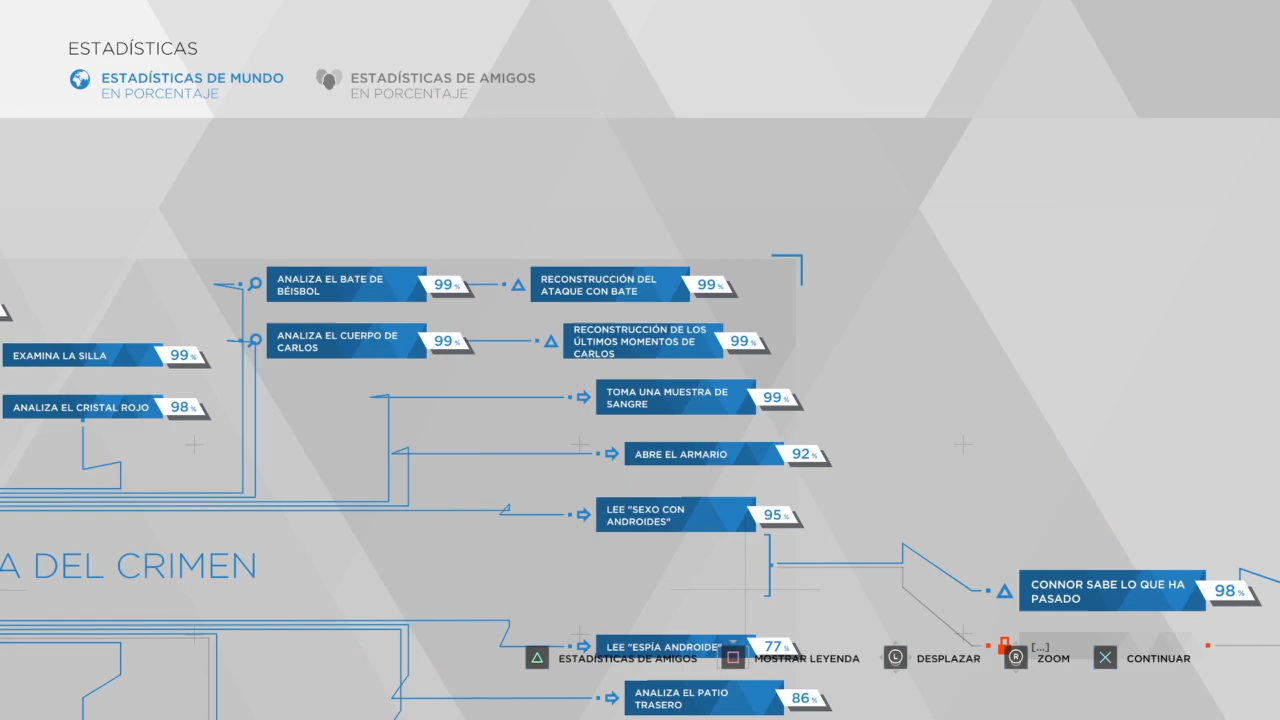 ESTADÍSTICAS
ESTADÍSTICAS DE MUNDO
EN PORCENTAJE
ESTADÍSTICAS DE AMIGOS
EN PORCENTAJE
ANALIZA EL BATE DE
BÉISBOL
99%
RECONSTRUCCIÓN DEL
ATAQUE CON BATE
99%
ANALIZA EL CUERPO DE
CARLOS
99%
RECONSTRUCCIÓN DE LOS
ÚLTIMOS MOMENTOS DE
CARLOS
99%
EXAMINA LA SILLA
99%
TOMA UNA MUESTRA DE
SANGRE
99%
ANALIZA EL CRISTAL ROJO
98%
ABRE EL ARMARIO
92%
LEE "SEXO CON
ANDROIDES"
95%
A DEL CRIMEN
CONNOR SABE LO QUE HA
PASADO
98%
LEE "ESPÍA ANDROIDE"
77%
[...]
ESTADÍSTICAS DE AMIGOS
MOSTRAR LEYENDA
L
DESPLAZAR
R
ZOOM
CONTINUAR
ANALIZA EL PATIO
TRASERO
86%